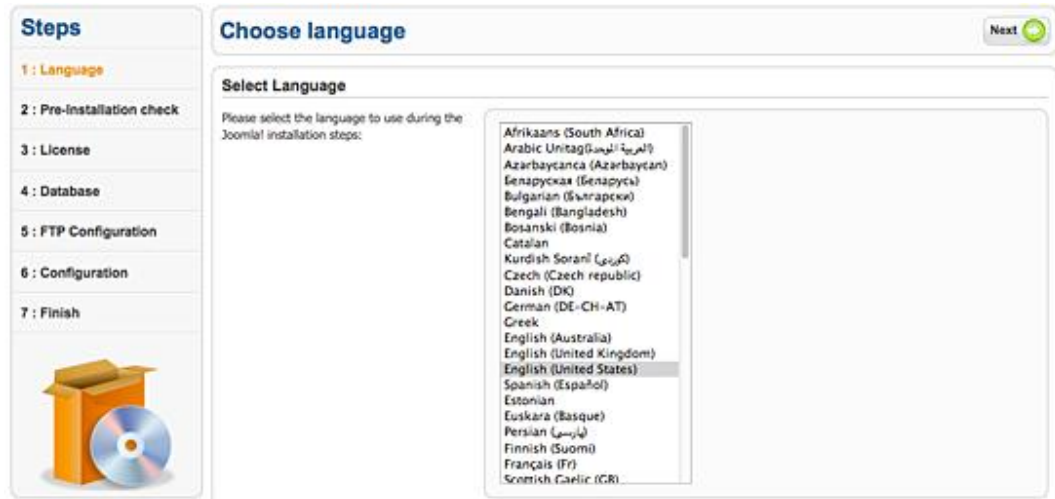 Steps
1 : Language
2 : Pre-Installation check
3 : License
4 : Database
5 : FTP Configuration
6 : Configuration
7 : Finish
Choose language
Next
Select Language
Please select the language to use during the
Joomla! installation steps:
Afrikaans (South Africa)
Arabic Unitag (العربية الموحدة)
Azərbaycanca (Azərbaycan)
Беларуская (Беларусь)
Bulgarian (Български)
Bengali (Bangladesh)
Bosanski (Bosnia)
Catalan
Kurdish Soranî (کوردی)
Czech (Czech republic)
Danish (DK)
German (DE-CH-AT)
Greek
English (Australia)
English (United Kingdom)
English (United States)
Spanish (Español)
Estonian
Euskara (Basque)
Persian (پارسی)
Finnish (Suomi)
Français (Fr)
Scottish Gaelic (GB)